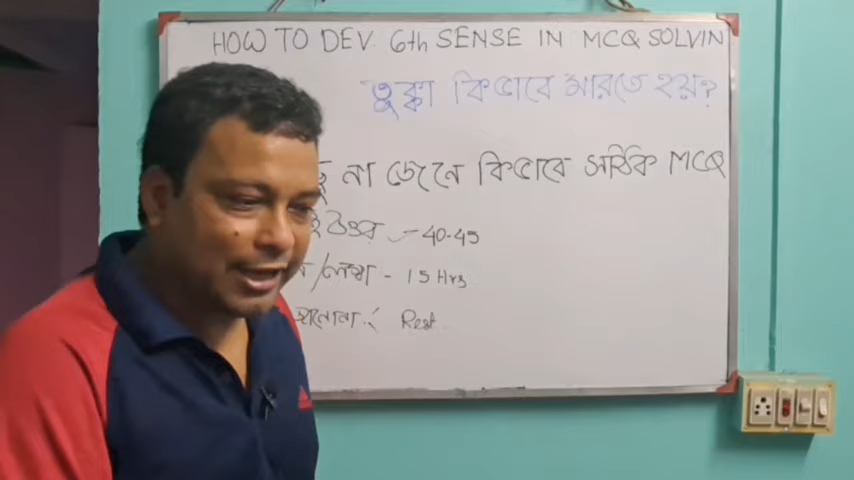 HOW TO DEV. 6th SENSE IN MCQ SOLVIN
তুক্কা কিভাবে মারতে হয়?
না জেনে কিভাবে সঠিক MCQ
উত্তর - 40-45
/লেখা - 15 Hrs
Rest